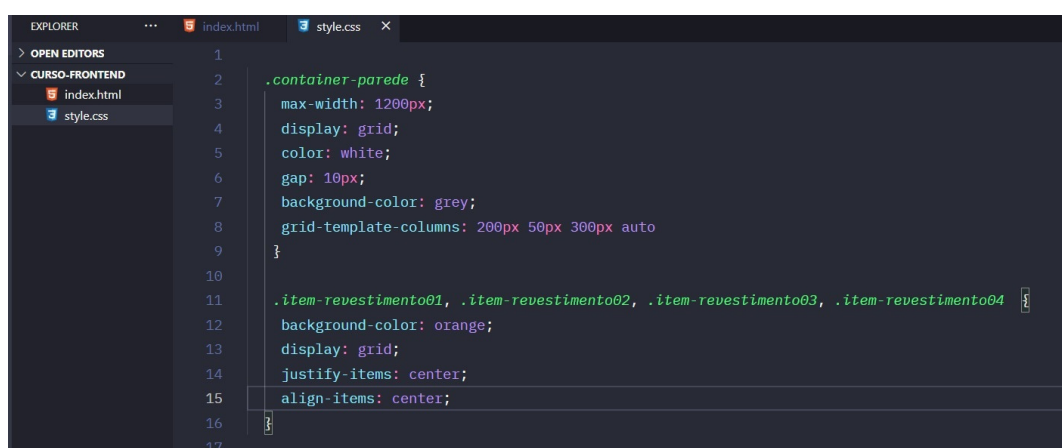 EXPLORER ··· index.html style.css ×
> OPEN EDITORS
CURSO-FRONTEND
index.html
style.css
1
2 .container-parede {
3 max-width: 1200px;
4 display: grid;
5 color: white;
6 gap: 10px;
7 background-color: grey;
8 grid-template-columns: 200px 50px 300px auto
9 }
10
11 .item-revestimento01, .item-revestimento02, .item-revestimento03, .item-revestimento04 {
12 background-color: orange;
13 display: grid;
14 justify-items: center;
15 align-items: center;
16 }
17